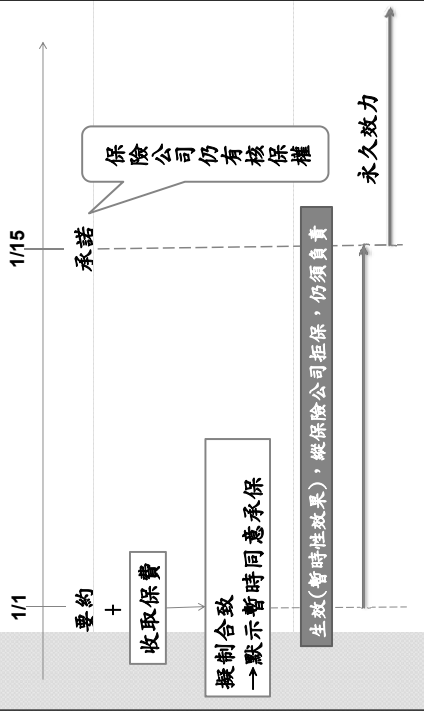 1/1
1/15
要約
承諾
保險公司仍有核保權
+
收取保費
擬制合致
→默示暫時同意承保
生效(暫時性效果)，縱保險公司拒保，仍須負責
永久效力